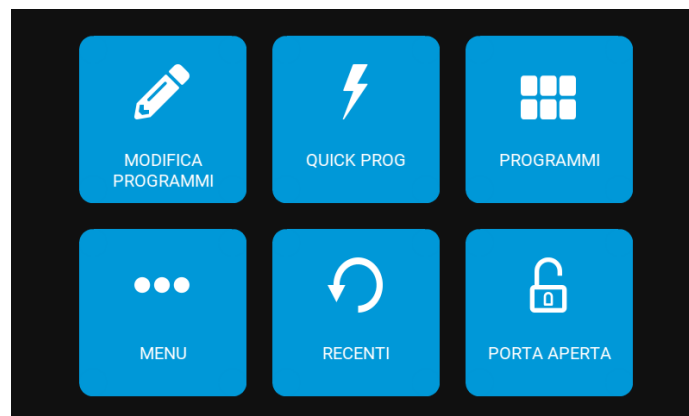 MODIFICA
PROGRAMMI
QUICK PROG
PROGRAMMI
MENU
RECENTI
PORTA APERTA